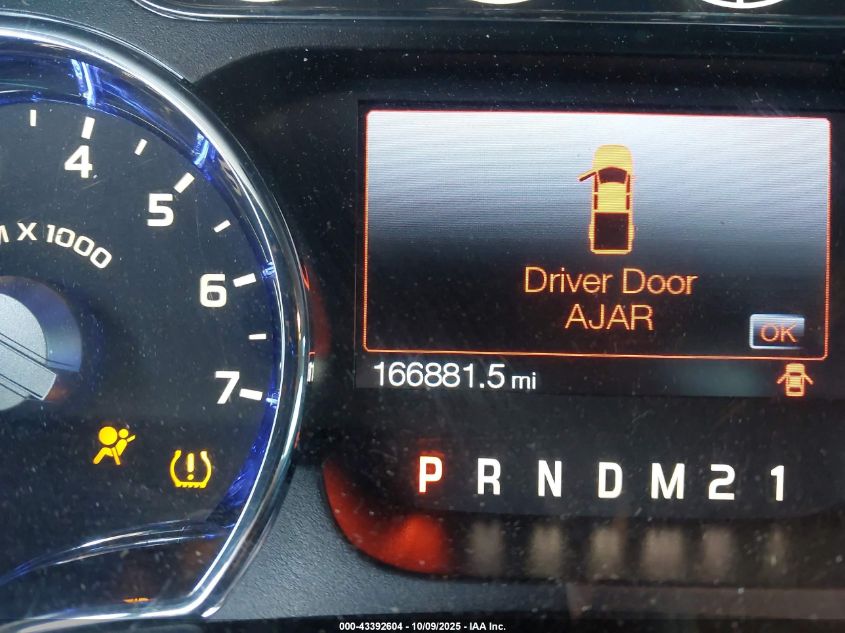 4
5
6
7
M X 1000
Driver Door
AJAR
OK
166881.5 mi
P R N D M 2 1
000-43392604 - 10/09/2025 - IAA Inc.